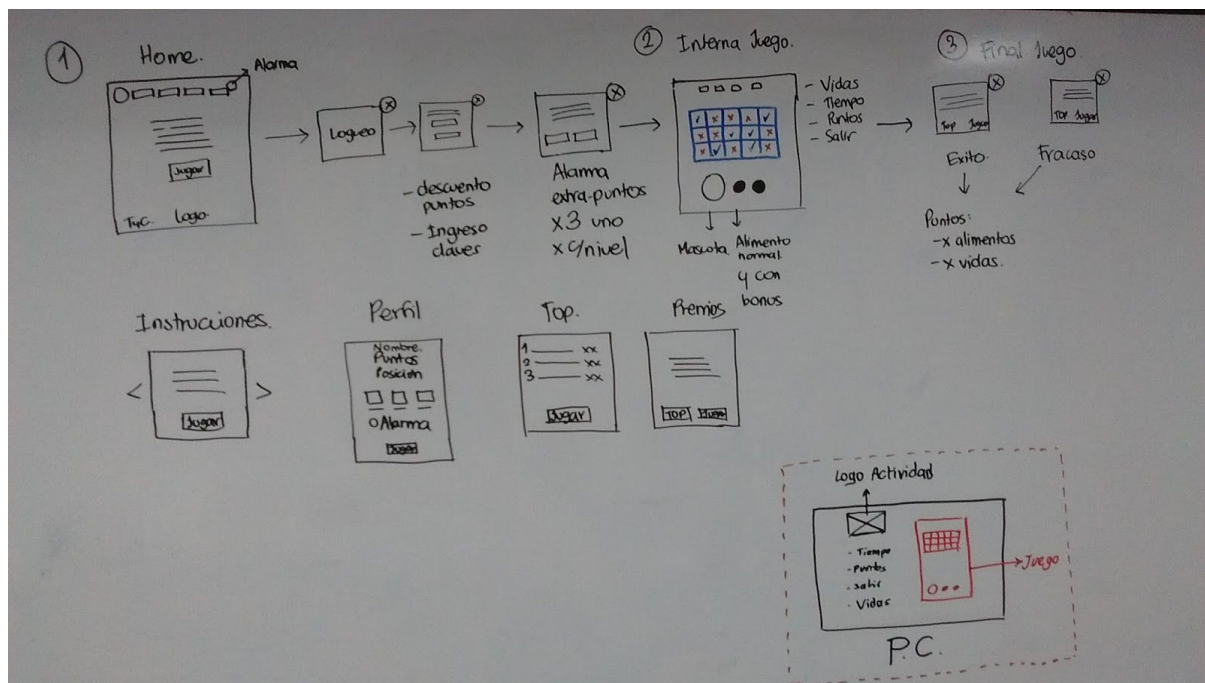 1
Home.
Alarma
Jugar
TyC. Logo.
x
Logueo
x
- descuento
puntos
- Ingreso
claves
x
Alarma
extra-puntos
x3 uno
x c/nivel
2 Interna Juego.
- Vidas
- Tiempo
- Puntos
- Salir
Mascota
Alimento
normal
y con
bonus
3 Final Juego.
x
Top Jugar
Exito.
x
TOP Jugar
Fracaso
Puntos:
- x alimentos
- x vidas.
Instruciones.
< >
Jugar
Perfil
Nombre.
Puntos
Posición
Alarma
Jugar
Top.
1 xx
2 xx
3 xx
Jugar
Premios
TOP Jugar
Logo Actividad
- Tiempo
- puntos
- salir
- Vidas
Juego
P.C.